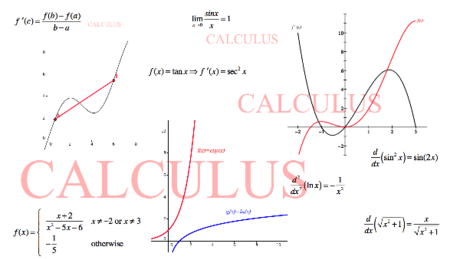 f'(c) = (f(b) − f(a))/(b − a)
CALCULUS
lim x→0 sinx/x = 1
CALCULUS
f(x) = tan x ⇒ f'(x) = sec² x
CALCULUS
d/dx (sin² x) = sin(2x)
CALCULUS
d²/dx² (ln x) = − 1/x²
f(x) = { (x + 2)/(x² − 5x − 6) x ≠ −2 or x ≠ 3
− 1/5 otherwise
d/dx (√(x² + 1)) = x/√(x² + 1)